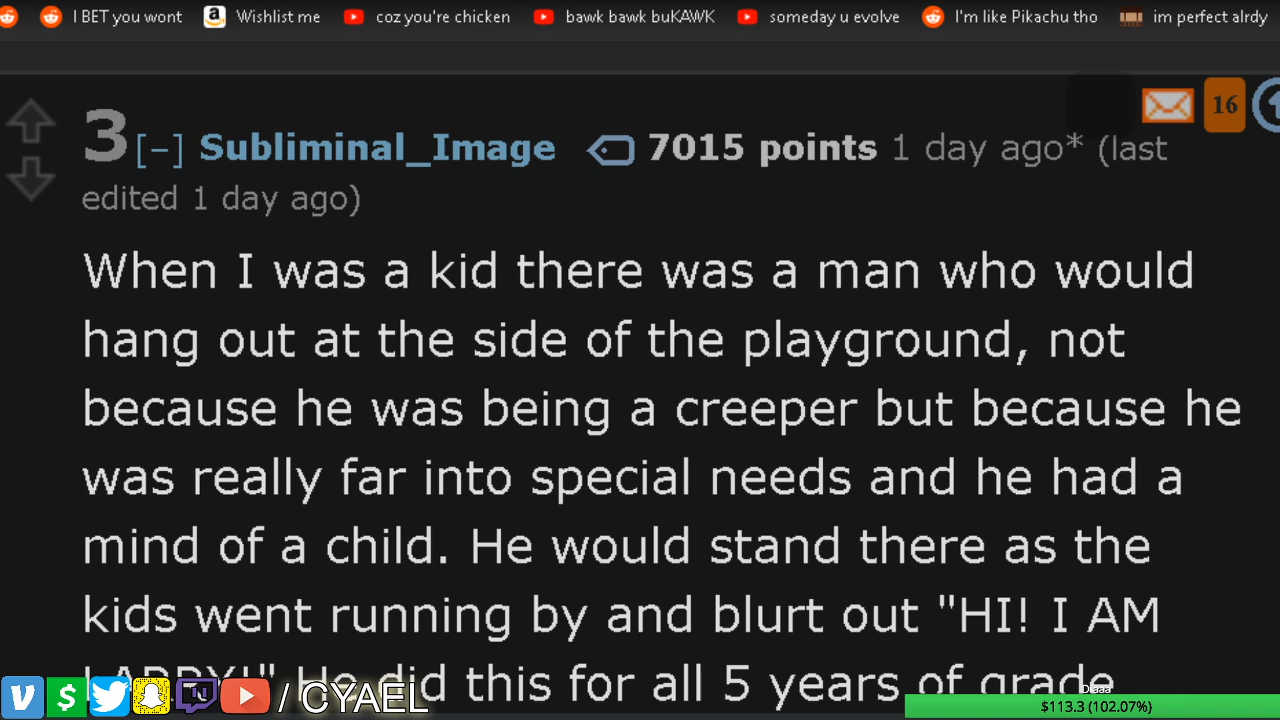 I BET you wont Wishlist me coz you're chicken bawk bawk buKAWK someday u evolve I'm like Pikachu tho im perfect alrdy
16
3 [–] Subliminal_Image 7015 points 1 day ago* (last
edited 1 day ago)
When I was a kid there was a man who would
hang out at the side of the playground, not
because he was being a creeper but because he
was really far into special needs and he had a
mind of a child. He would stand there as the
kids went running by and blurt out "HI! I AM
LARRY!" He did this for all 5 years of grade
/ CYAEL
$113.3 (102.07%)